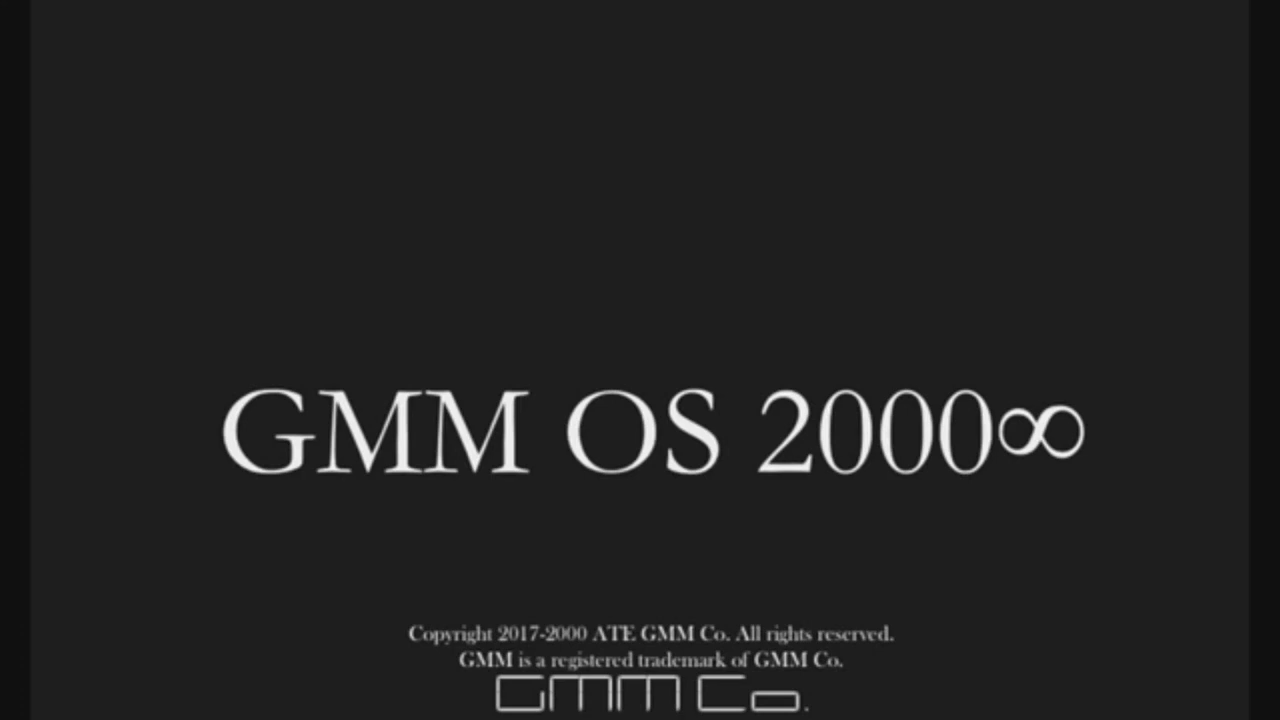 GMM OS 2000∞
Copyright 2017-2000 ATE GMM Co. All rights reserved.
GMM is a registered trademark of GMM Co.
GMM Co.